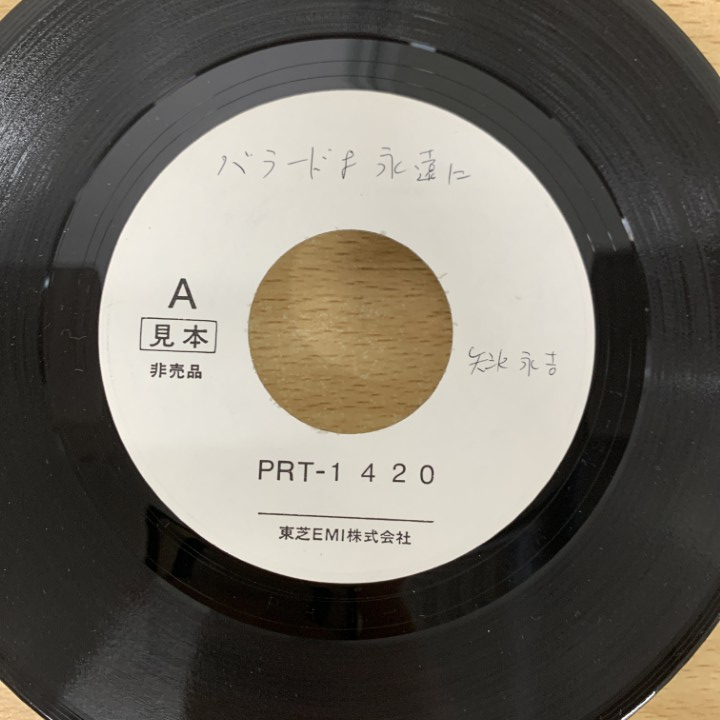 バラードよ永遠に
A
見本
非売品
矢沢永吉
PRT-1420
東芝EMI株式会社